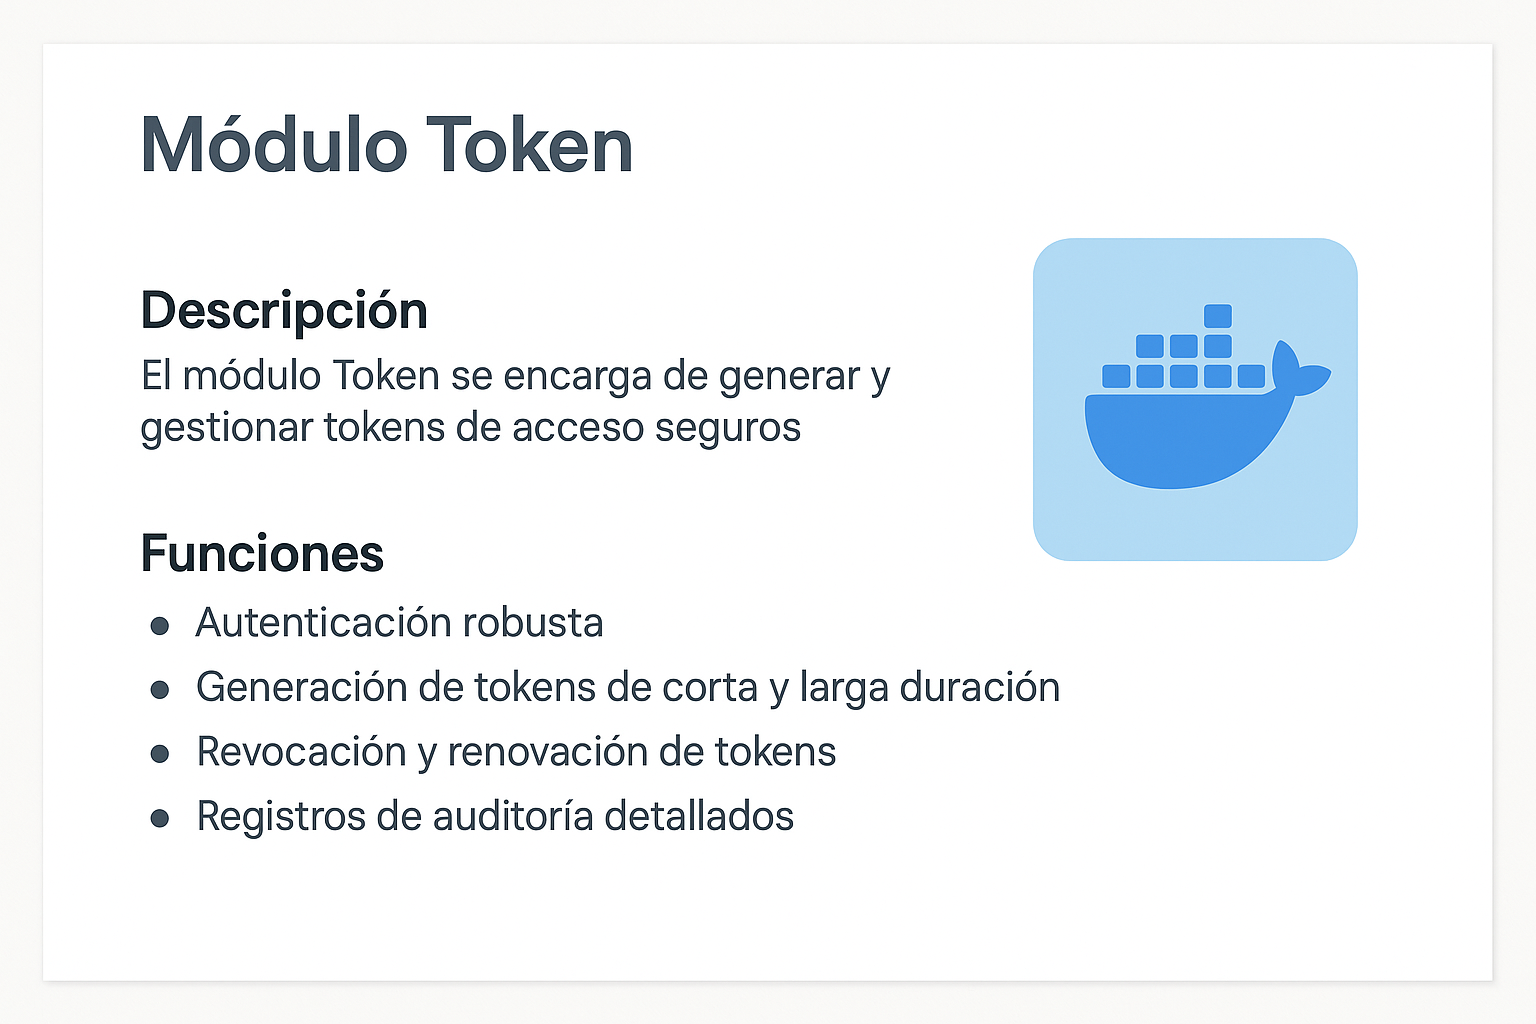 Módulo Token
Descripción
El módulo Token se encarga de generar y
gestionar tokens de acceso seguros
Funciones
● Autenticación robusta
● Generación de tokens de corta y larga duración
● Revocación y renovación de tokens
● Registros de auditoría detallados